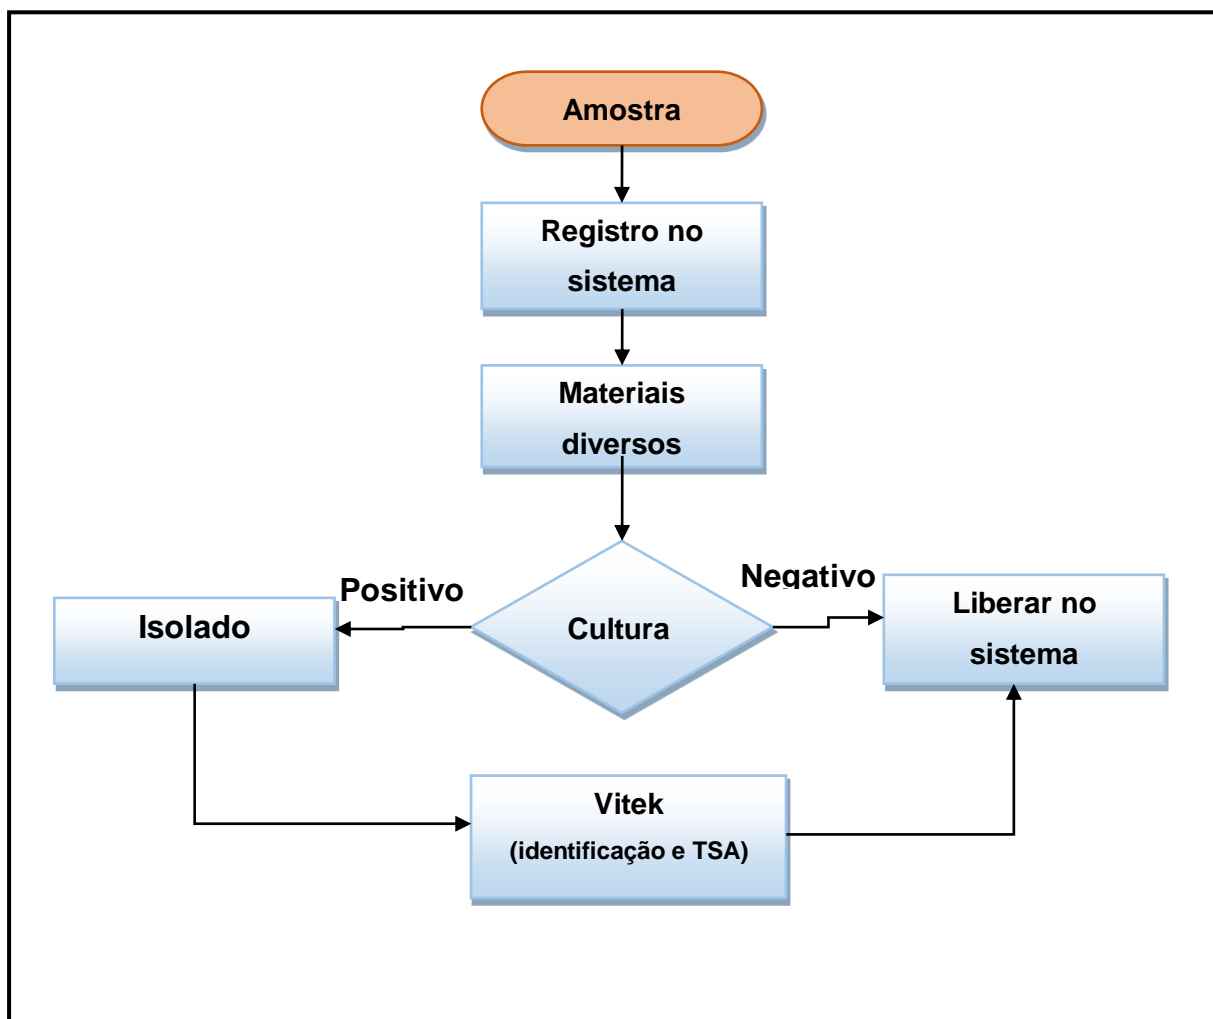 Amostra
Registro no
sistema
Materiais
diversos
Positivo
Negativo
Isolado
Cultura
Liberar no
sistema
Vitek
(identificação e TSA)